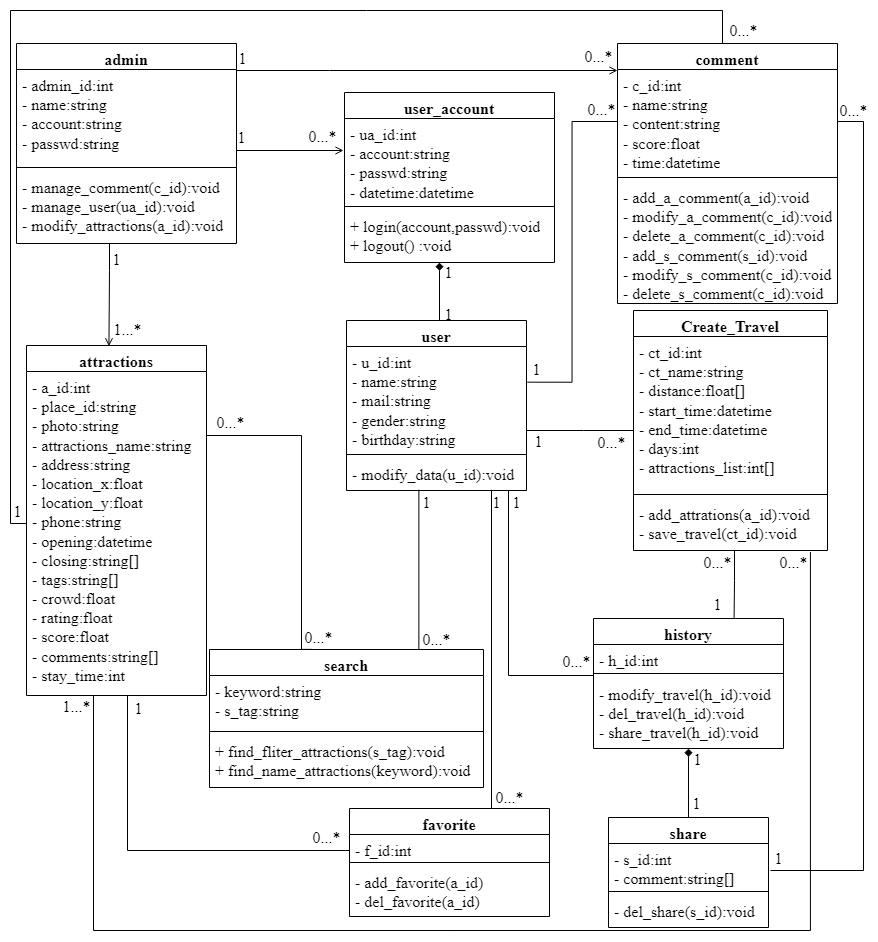 admin
- admin_id:int
- name:string
- account:string
- passwd:string
- manage_comment(c_id):void
- manage_user(ua_id):void
- modify_attractions(a_id):void
1
0...*
1
0...*
1
1...*
user_account
- ua_id:int
- account:string
- passwd:string
- datetime:datetime
+ login(account,passwd):void
+ logout() :void
1
1
0...*
comment
- c_id:int
- name:string
- content:string
- score:float
- time:datetime
- add_a_comment(a_id):void
- modify_a_comment(c_id):void
- delete_a_comment(c_id):void
- add_s_comment(s_id):void
- modify_s_comment(c_id):void
- delete_s_comment(c_id):void
0...*
0...*
user
- u_id:int
- name:string
- mail:string
- gender:string
- birthday:string
- modify_data(u_id):void
1
1
0...*
1
1
1
Create_Travel
- ct_id:int
- ct_name:string
- distance:float[]
- start_time:datetime
- end_time:datetime
- days:int
- attractions_list:int[]
- add_attrations(a_id):void
- save_travel(ct_id):void
0...*
0...*
1
attractions
- a_id:int
- place_id:string
- photo:string
- attractions_name:string
- address:string
- location_x:float
- location_y:float
- phone:string
- opening:datetime
- closing:string[]
- tags:string[]
- crowd:float
- rating:float
- score:float
- comments:string[]
- stay_time:int
0...*
1
1...*
1
0...*
0...*
search
- keyword:string
- s_tag:string
+ find_fliter_attractions(s_tag):void
+ find_name_attractions(keyword):void
0...*
history
- h_id:int
- modify_travel(h_id):void
- del_travel(h_id):void
- share_travel(h_id):void
1
1
0...*
0...*
favorite
- f_id:int
- add_favorite(a_id)
- del_favorite(a_id)
share
- s_id:int
- comment:string[]
- del_share(s_id):void
1